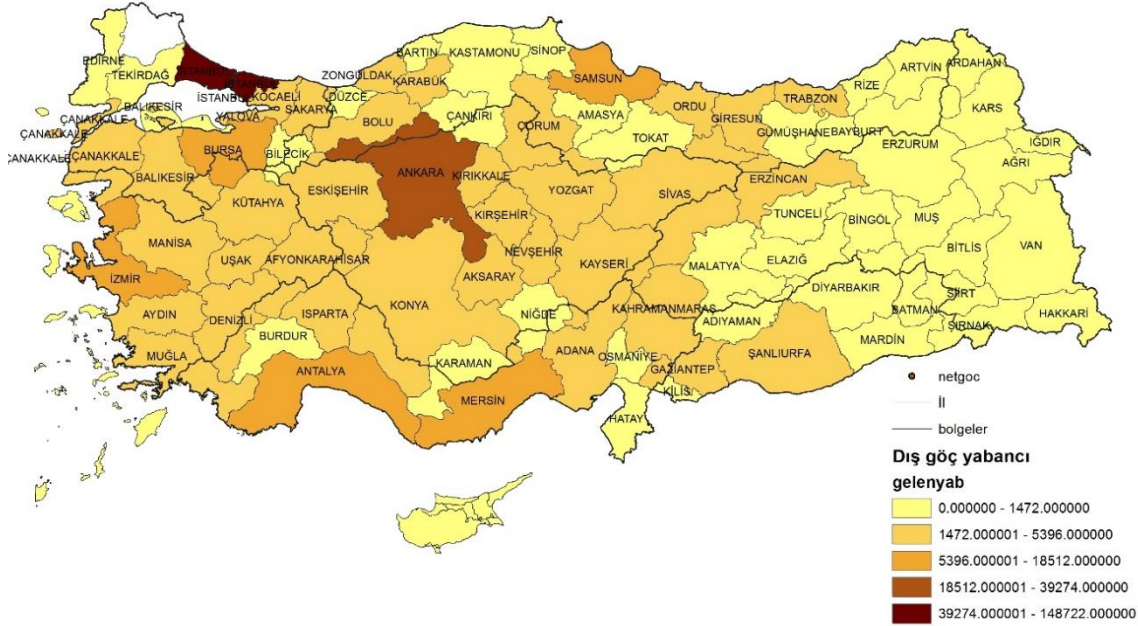 EDİRNE
TEKİRDAĞ
İSTANBUL
KOCAELİ
YALOVA
SAKARYA
DÜZCE
ZONGULDAK
BARTIN
KARABÜK
KASTAMONU
SİNOP
SAMSUN
ORDU
GİRESUN
TRABZON
RİZE
ARTVİN
ARDAHAN
KARS
IĞDIR
AĞRI
ERZURUM
BAYBURT
GÜMÜŞHANE
TOKAT
AMASYA
ÇORUM
ÇANKIRI
BOLU
BİLECİK
BURSA
BALIKESİR
ÇANAKKALE
ÇANAKKALE
ÇANAKKALE
ÇANAKKALE
BALIKESİR
KÜTAHYA
ESKİŞEHİR
ANKARA
KIRIKKALE
YOZGAT
SİVAS
ERZİNCAN
TUNCELİ
BİNGÖL
MUŞ
BİTLİS
VAN
HAKKARİ
ŞIRNAK
SİİRT
BATMAN
MARDİN
DİYARBAKIR
ELAZIĞ
MALATYA
ADIYAMAN
ŞANLIURFA
GAZİANTEP
KİLİS
HATAY
OSMANİYE
KAHRAMANMARAŞ
KAYSERİ
NEVŞEHİR
KIRŞEHİR
AKSARAY
NİĞDE
ADANA
MERSİN
KARAMAN
KONYA
AFYONKARAHİSAR
UŞAK
MANİSA
İZMİR
AYDIN
DENİZLİ
MUĞLA
BURDUR
ISPARTA
ANTALYA
netgoc
İl
bolgeler
Dış göç yabancı
gelenyab
0.000000 - 1472.000000
1472.000001 - 5396.000000
5396.000001 - 18512.000000
18512.000001 - 39274.000000
39274.000001 - 148722.000000